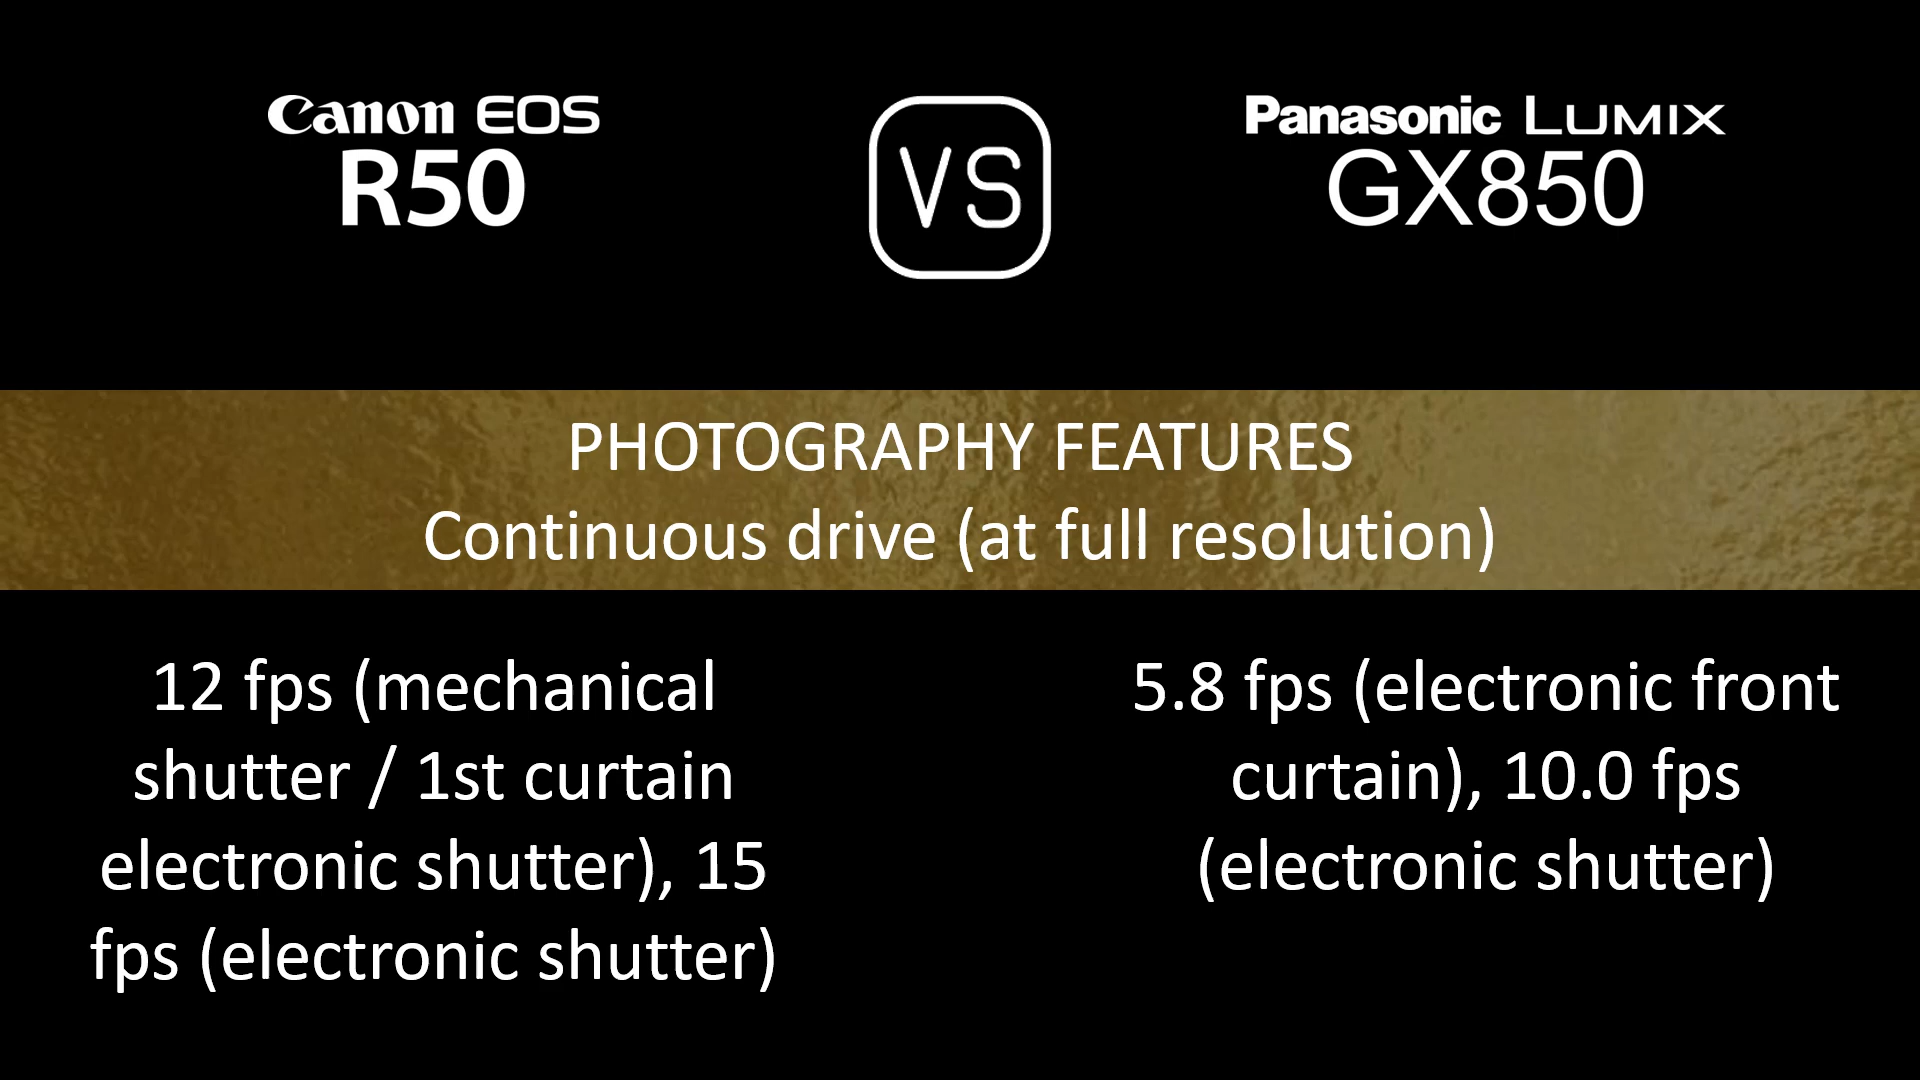 Canon EOS
R50
VS
Panasonic LUMIX
GX850
PHOTOGRAPHY FEATURES
Continuous drive (at full resolution)
12 fps (mechanical
shutter / 1st curtain
electronic shutter), 15
fps (electronic shutter)
5.8 fps (electronic front
curtain), 10.0 fps
(electronic shutter)